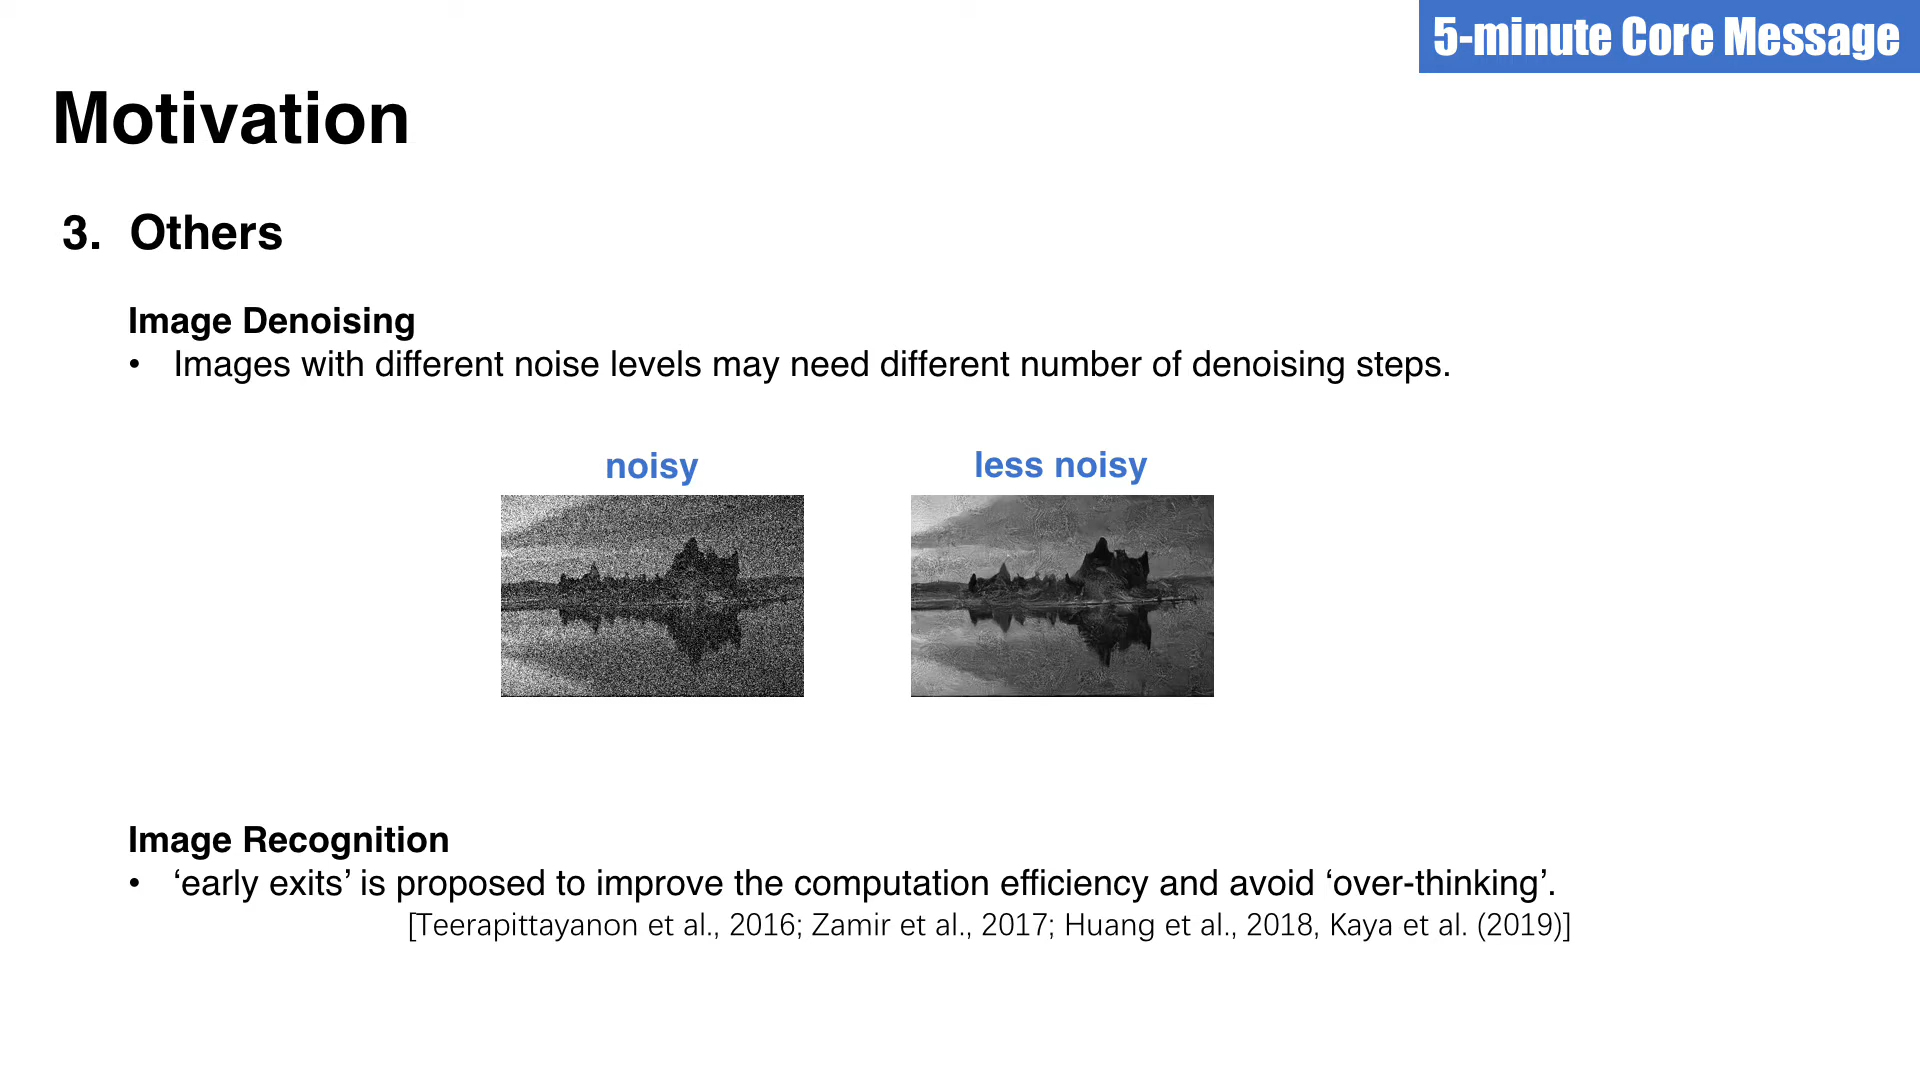 5-minute Core Message
Motivation
3. Others
Image Denoising
• Images with different noise levels may need different number of denoising steps.
noisy
less noisy
Image Recognition
• ‘early exits’ is proposed to improve the computation efficiency and avoid ‘over-thinking’.
[Teerapittayanon et al., 2016; Zamir et al., 2017; Huang et al., 2018, Kaya et al. (2019)]